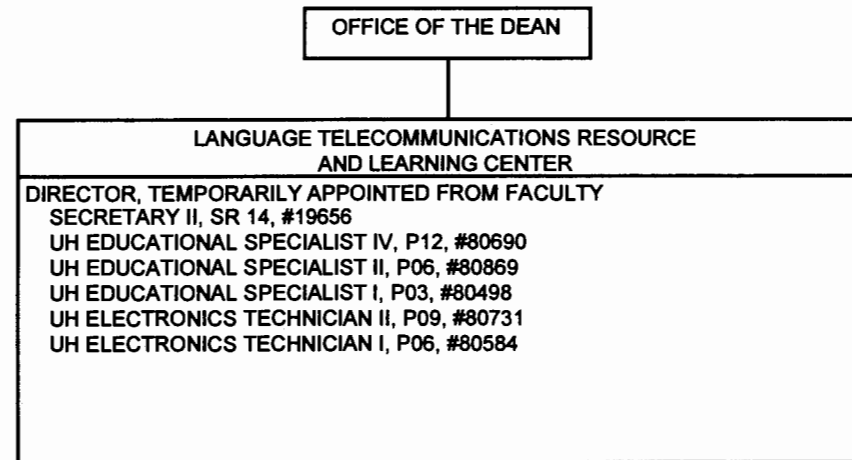 OFFICE OF THE DEAN
LANGUAGE TELECOMMUNICATIONS RESOURCE
AND LEARNING CENTER
DIRECTOR, TEMPORARILY APPOINTED FROM FACULTY
SECRETARY II, SR 14, #19656
UH EDUCATIONAL SPECIALIST IV, P12, #80690
UH EDUCATIONAL SPECIALIST II, P06, #80869
UH EDUCATIONAL SPECIALIST I, P03, #80498
UH ELECTRONICS TECHNICIAN II, P09, #80731
UH ELECTRONICS TECHNICIAN I, P06, #80584